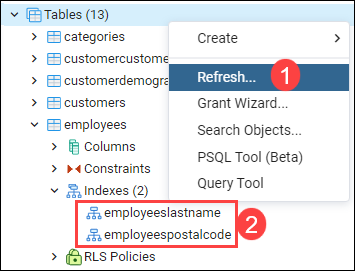 Tables (13)
categories
customercustome
customerdemogra
customers
employees
Columns
Constraints
Indexes (2)
employeeslastname
employeespostalcode
RLS Policies
Create
Refresh...
Grant Wizard...
Search Objects...
PSQL Tool (Beta)
Query Tool
1
2